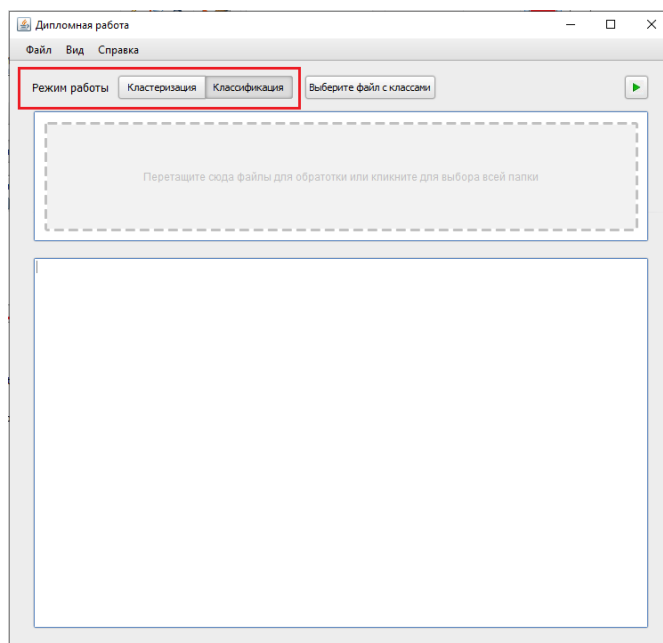 Дипломная работа
Файл Вид Справка
Режим работы Кластеризация Классификация Выберите файл с классами
Перетащите сюда файлы для обратотки или кликните для выбора всей папки